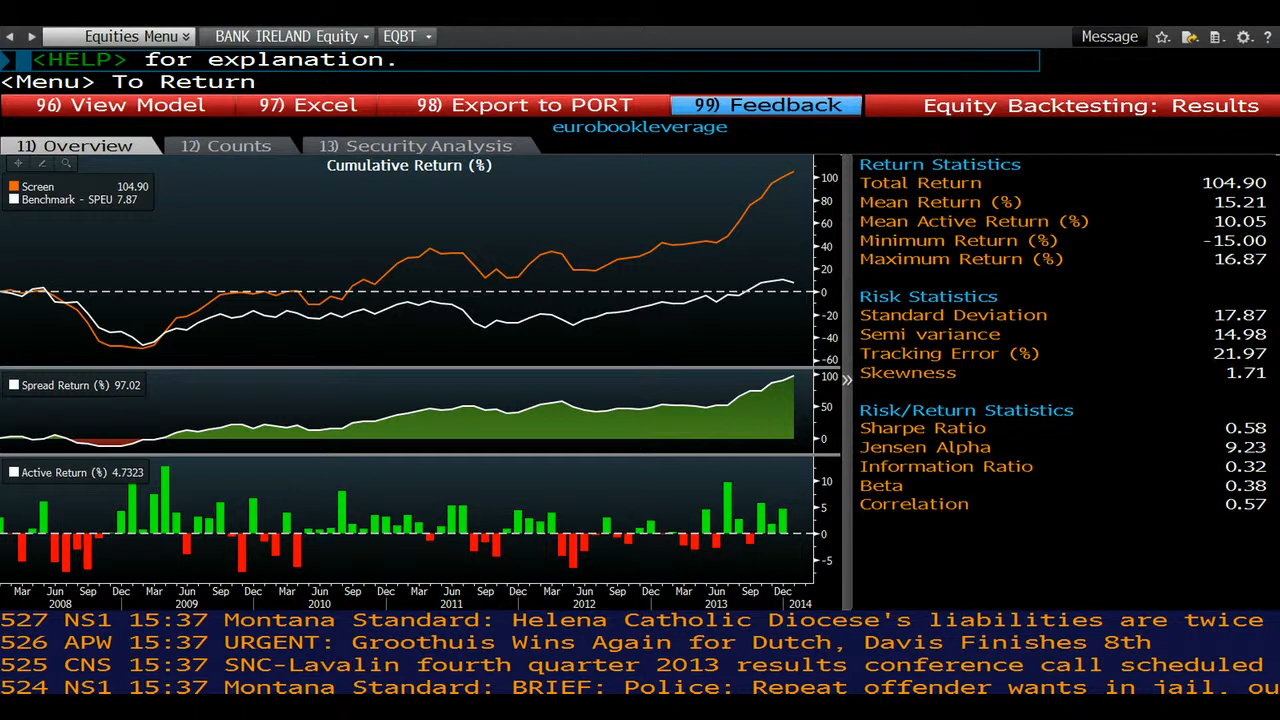 Equities Menu BANK IRELAND Equity EQBT Message ?
<HELP> for explanation.
<Menu> To Return
96) View Model 97) Excel 98) Export to PORT 99) Feedback Equity Backtesting: Results
eurobookleverage
11) Overview 12) Counts 13) Security Analysis
Cumulative Return (%)
Screen 104.90
Benchmark - SPEU 7.87
100
80
60
40
20
0
-20
-40
-60
Spread Return (%) 97.02
100
50
0
Active Return (%) 4.7323
10
5
0
-5
Mar Jun Sep Dec Mar Jun Sep Dec Mar Jun Sep Dec Mar Jun Sep Dec Mar Jun Sep Dec Mar Jun Sep Dec
2008 2009 2010 2011 2012 2013 2014
Return Statistics
Total Return 104.90
Mean Return (%) 15.21
Mean Active Return (%) 10.05
Minimum Return (%) -15.00
Maximum Return (%) 16.87
Risk Statistics
Standard Deviation 17.87
Semi variance 14.98
Tracking Error (%) 21.97
Skewness 1.71
Risk/Return Statistics
Sharpe Ratio 0.58
Jensen Alpha 9.23
Information Ratio 0.32
Beta 0.38
Correlation 0.57
527 NS1 15:37 Montana Standard: Helena Catholic Diocese's liabilities are twice
526 APW 15:37 URGENT: Groothuis Wins Again for Dutch, Davis Finishes 8th
525 CNS 15:37 SNC-Lavalin fourth quarter 2013 results conference call scheduled
524 NS1 15:37 Montana Standard: BRIEF: Police: Repeat offender wants in jail, ou